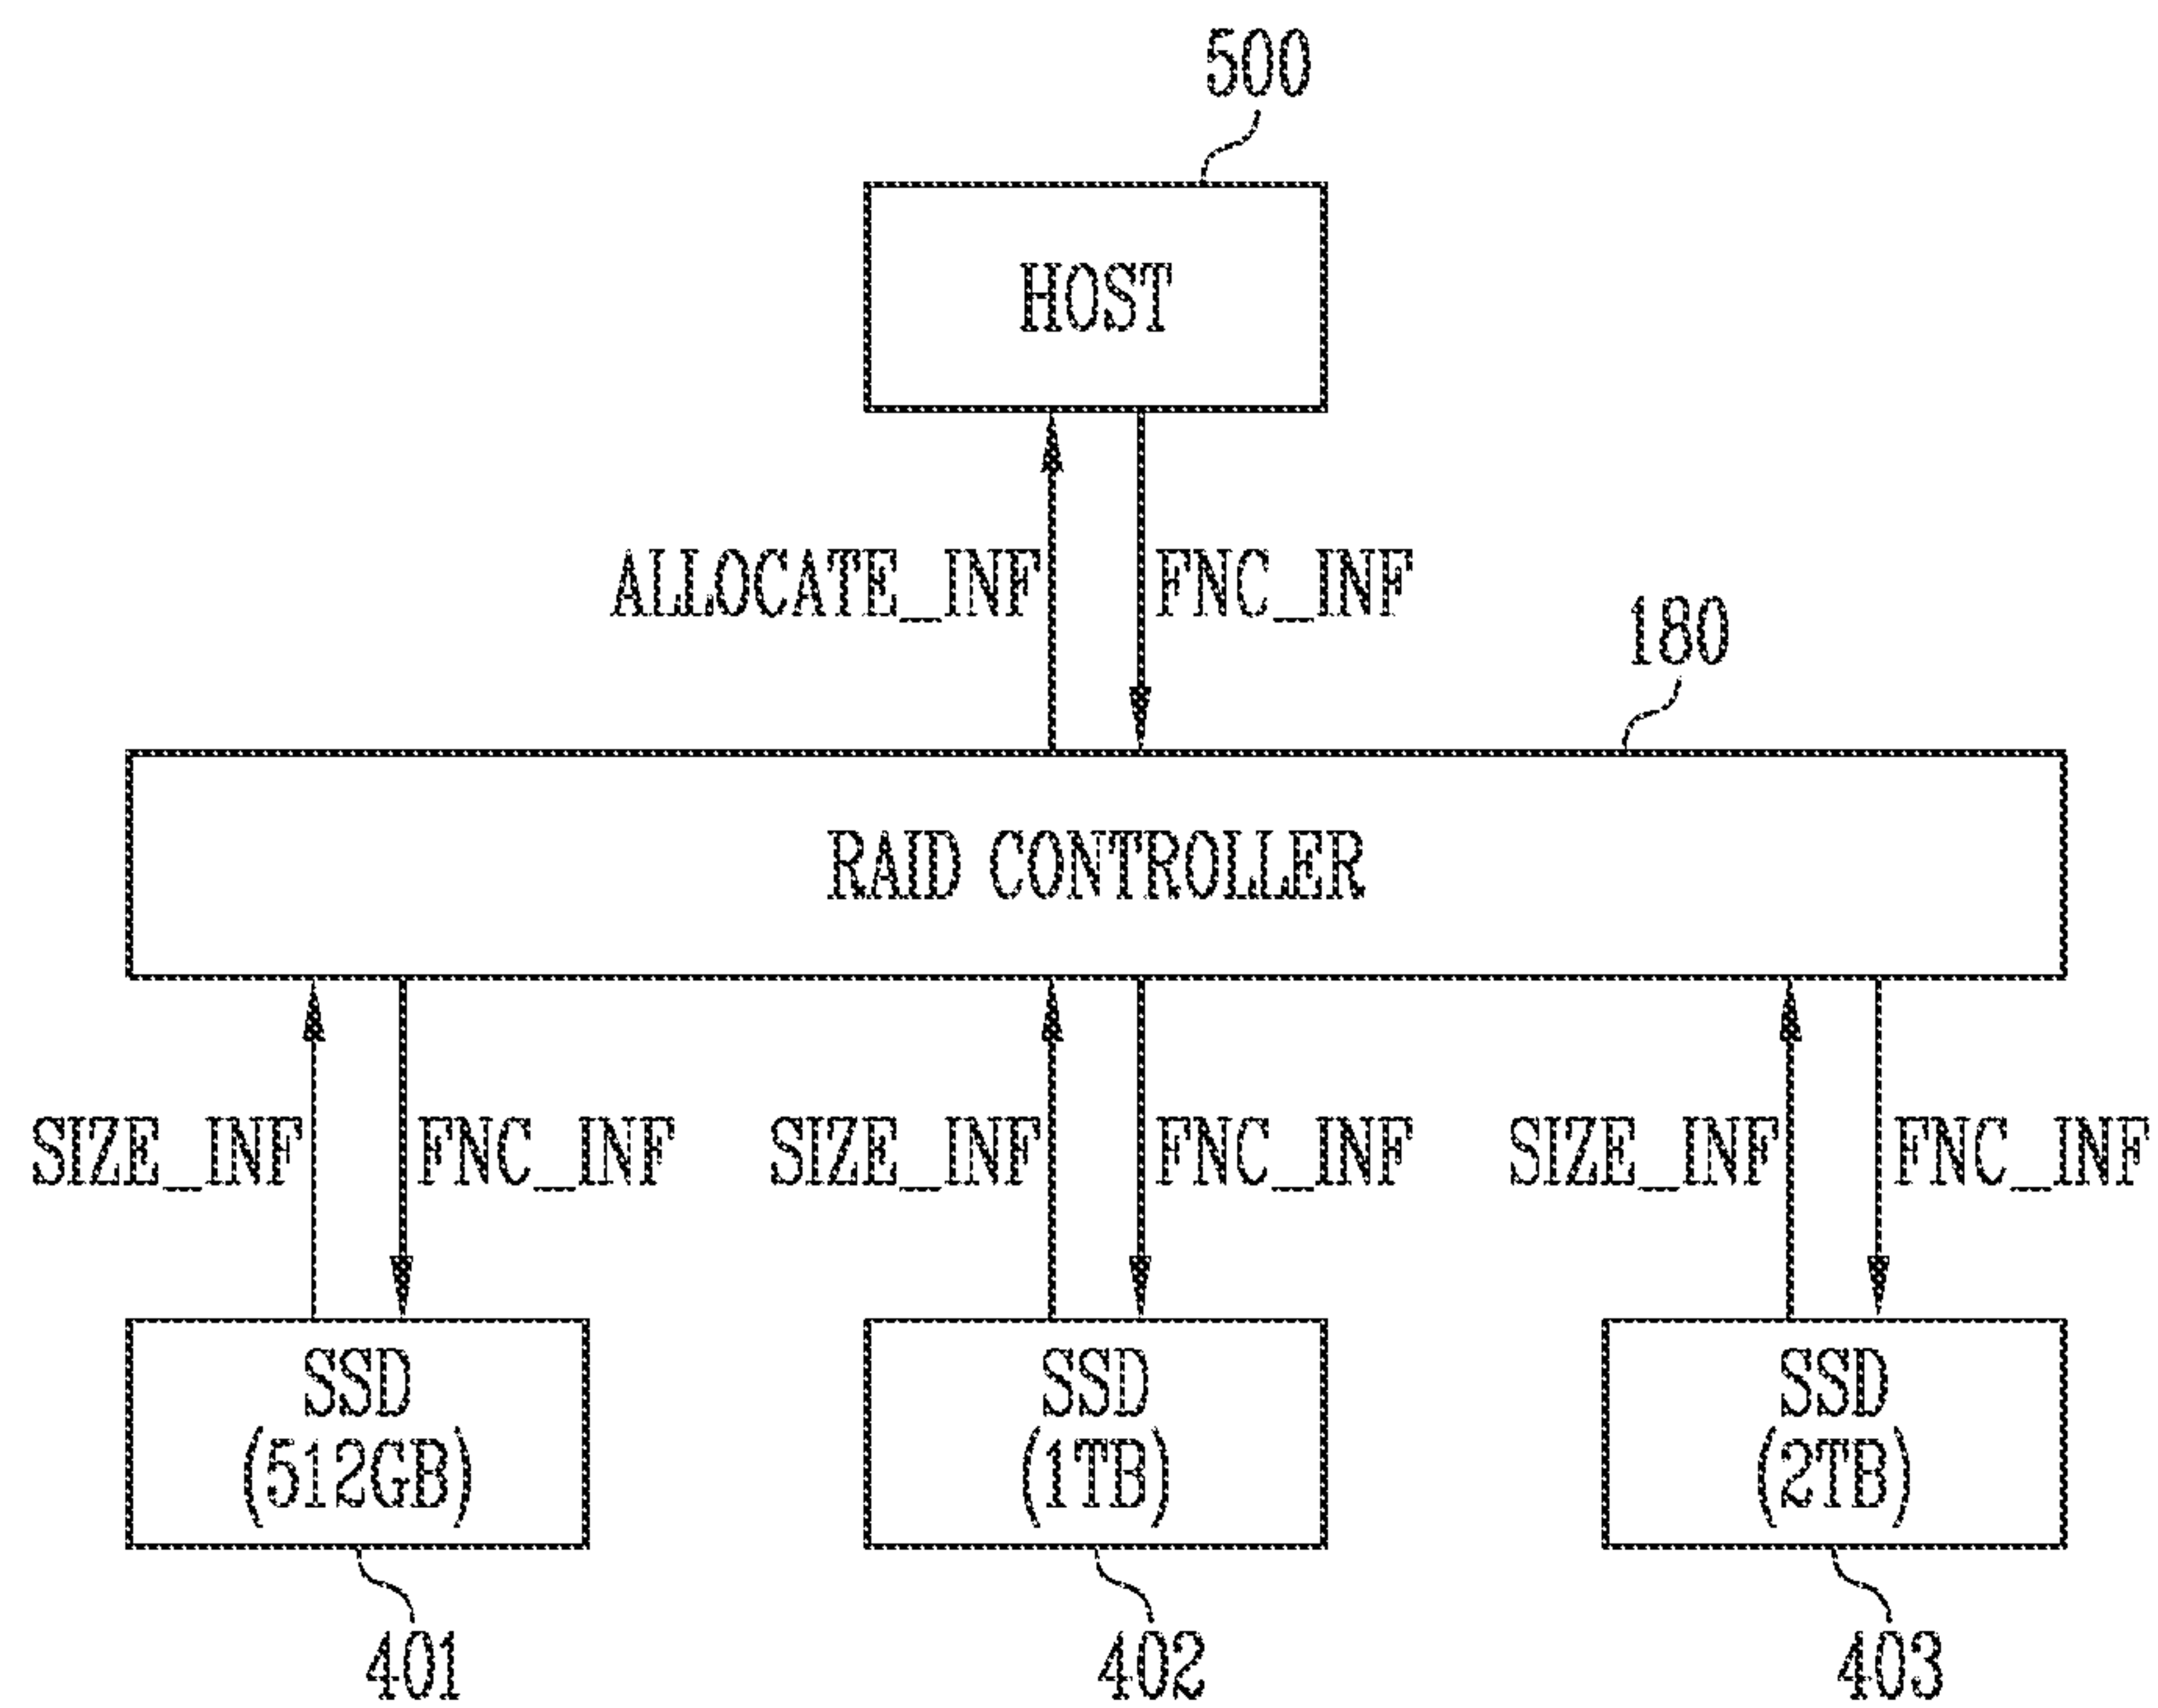 500
HOST
ALLOCATE_INF FNC_INF
180
RAID CONTROLLER
SIZE_INF FNC_INF SIZE_INF FNC_INF SIZE_INF FNC_INF
SSD
(512GB)
SSD
(1TB)
SSD
(2TB)
401
402
403